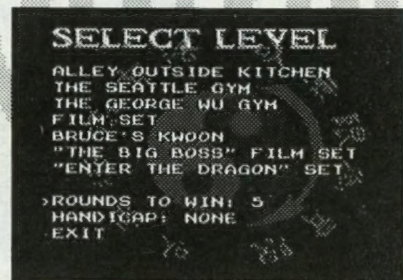 SELECT LEVEL
ALLEY OUTSIDE KITCHEN
THE SEATTLE GYM
THE GEORGE WU GYM
FILM SET
BRUCE'S KWOON
"THE BIG BOSS" FILM SET
"ENTER THE DRAGON" SET
›ROUNDS TO WIN: 5
HANDICAP: NONE
EXIT